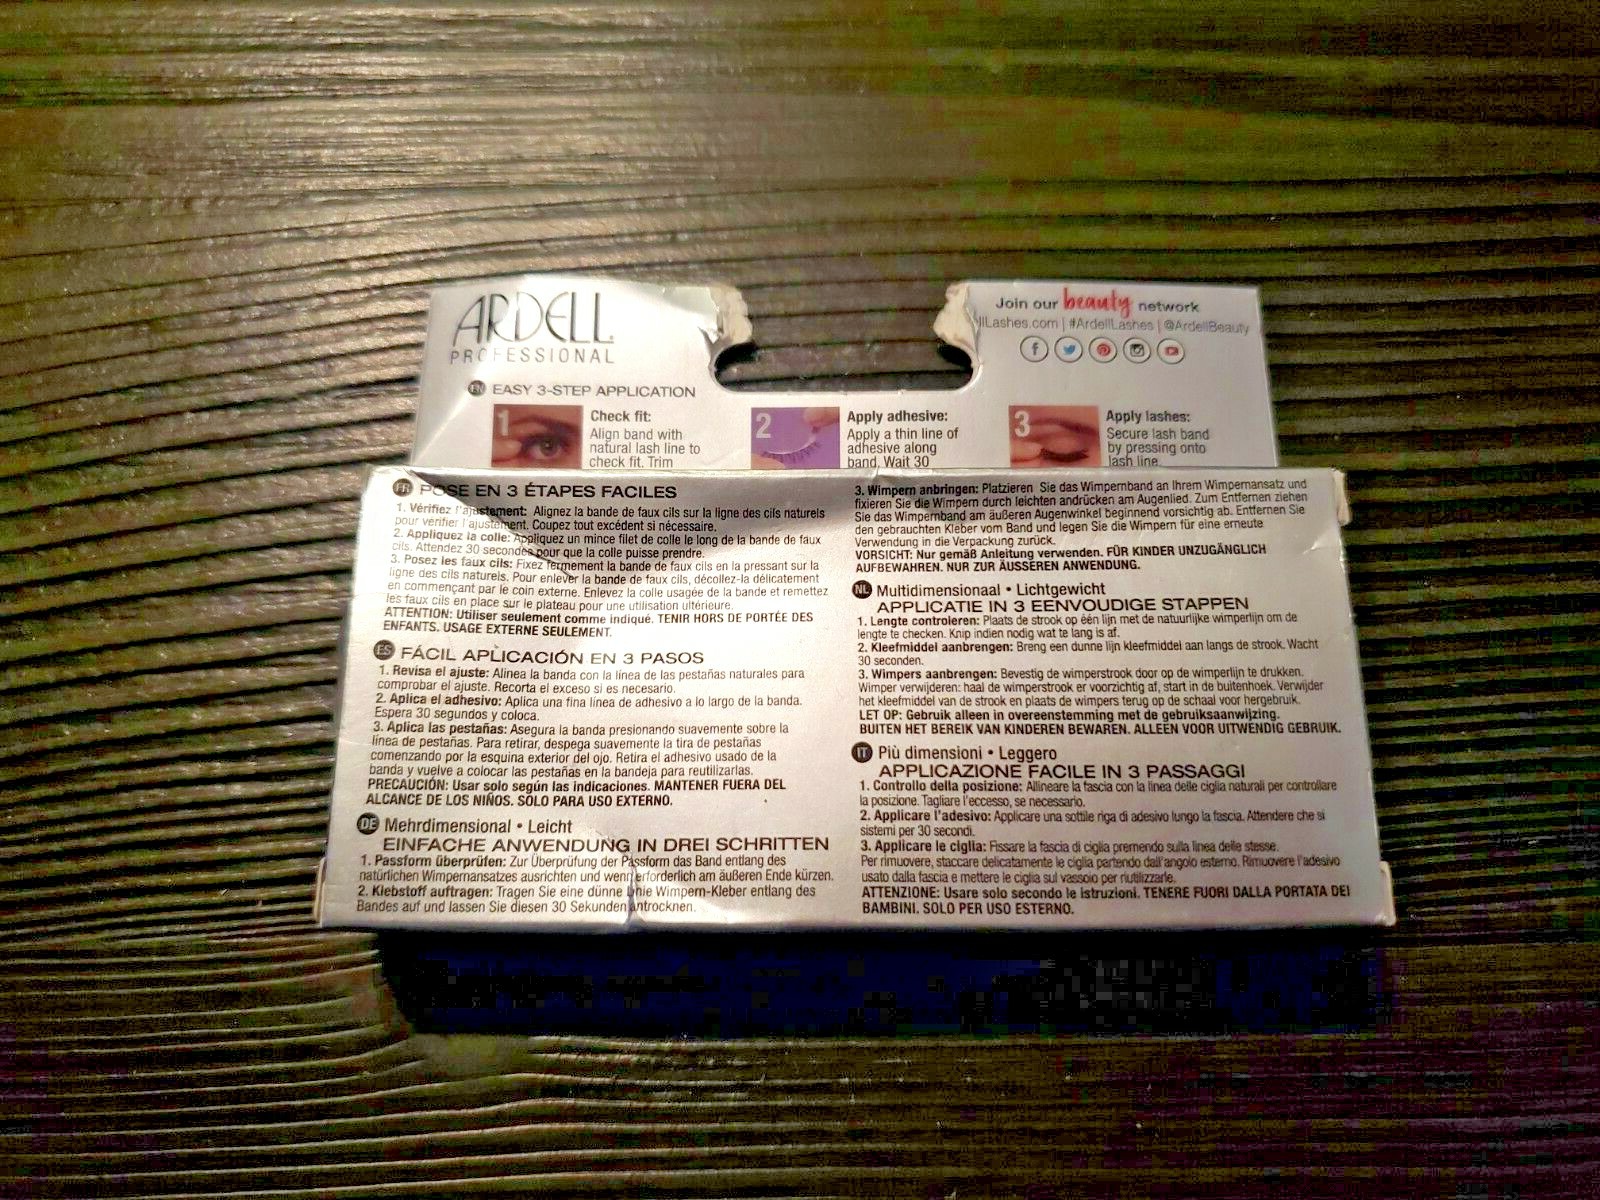 ARDELL
PROFESSIONAL
Join our beauty network
llLashes.com | #ArdellLashes | @ArdellBeauty
EN EASY 3-STEP APPLICATION
1
Check fit:
Align band with
natural lash line to
check fit. Trim
2
Apply adhesive:
Apply a thin line of
adhesive along
band. Wait 30
3
Apply lashes:
Secure lash band
by pressing onto
lash line.
FR POSE EN 3 ÉTAPES FACILES
1. Vérifiez l'ajustement: Alignez la bande de faux cils sur la ligne des cils naturels
pour vérifier l'ajustement. Coupez tout excédent si nécessaire.
2. Appliquez la colle: Appliquez un mince filet de colle le long de la bande de faux
cils. Attendez 30 secondes pour que la colle puisse prendre.
3. Posez les faux cils: Fixez fermement la bande de faux cils en la pressant sur la
ligne des cils naturels. Pour enlever la bande de faux cils, décollez-la délicatement
en commençant par le coin externe. Enlevez la colle usagée de la bande et remettez
les faux cils en place sur le plateau pour une utilisation ultérieure.
ATTENTION: Utiliser seulement comme indiqué. TENIR HORS DE PORTÉE DES
ENFANTS. USAGE EXTERNE SEULEMENT.
ES FÁCIL APLICACIÓN EN 3 PASOS
1. Revisa el ajuste: Alinea la banda con la línea de las pestañas naturales para
comprobar el ajuste. Recorta el exceso si es necesario.
2. Aplica el adhesivo: Aplica una fina línea de adhesivo a lo largo de la banda.
Espera 30 segundos y coloca.
3. Aplica las pestañas: Asegura la banda presionando suavemente sobre la
línea de pestañas. Para retirar, despega suavemente la tira de pestañas
comenzando por la esquina exterior del ojo. Retira el adhesivo usado de la
banda y vuelve a colocar las pestañas en la bandeja para reutilizarlas.
PRECAUCIÓN: Usar solo según las indicaciones. MANTENER FUERA DEL
ALCANCE DE LOS NIÑOS. SOLO PARA USO EXTERNO.
DE Mehrdimensional • Leicht
EINFACHE ANWENDUNG IN DREI SCHRITTEN
1. Passform überprüfen: Zur Überprüfung der Passform das Band entlang des
natürlichen Wimpernansatzes ausrichten und wenn erforderlich am äußeren Ende kürzen.
2. Klebstoff auftragen: Tragen Sie eine dünne Linie Wimpern-Kleber entlang des
Bandes auf und lassen Sie diesen 30 Sekunden antrocknen.
3. Wimpern anbringen: Platzieren Sie das Wimpernband an Ihrem Wimpernansatz und
fixieren Sie die Wimpern durch leichten andrücken am Augenlied. Zum Entfernen ziehen
Sie das Wimpernband am äußeren Augenwinkel beginnend vorsichtig ab. Entfernen Sie
den gebrauchten Kleber vom Band und legen Sie die Wimpern für eine erneute
Verwendung in die Verpackung zurück.
VORSICHT: Nur gemäß Anleitung verwenden. FÜR KINDER UNZUGÄNGLICH
AUFBEWAHREN. NUR ZUR ÄUSSEREN ANWENDUNG.
NL Multidimensionaal • Lichtgewicht
APPLICATIE IN 3 EENVOUDIGE STAPPEN
1. Lengte controleren: Plaats de strook op één lijn met de natuurlijke wimperlijn om de
lengte te checken. Knip indien nodig wat te lang is af.
2. Kleefmiddel aanbrengen: Breng een dunne lijn kleefmiddel aan langs de strook. Wacht
30 seconden.
3. Wimpers aanbrengen: Bevestig de wimperstrook door op de wimperlijn te drukken.
Wimper verwijderen: haal de wimperstrook er voorzichtig af, start in de buitenhoek. Verwijder
het kleefmiddel van de strook en plaats de wimpers terug op de schaal voor hergebruik.
LET OP: Gebruik alleen in overeenstemming met de gebruiksaanwijzing.
BUITEN HET BEREIK VAN KINDEREN BEWAREN. ALLEEN VOOR UITWENDIG GEBRUIK.
IT Più dimensioni • Leggero
APPLICAZIONE FACILE IN 3 PASSAGGI
1. Controllo della posizione: Allineare la fascia con la linea delle ciglia naturali per controllare
la posizione. Tagliare l'eccesso, se necessario.
2. Applicare l'adesivo: Applicare una sottile riga di adesivo lungo la fascia. Attendere che si
sistemi per 30 secondi.
3. Applicare le ciglia: Fissare la fascia di ciglia premendo sulla linea delle stesse.
Per rimuovere, staccare delicatamente le ciglia partendo dall'angolo esterno. Rimuovere l'adesivo
usato dalla fascia e mettere le ciglia sul vassoio per riutilizzarle.
ATTENZIONE: Usare solo secondo le istruzioni. TENERE FUORI DALLA PORTATA DEI
BAMBINI. SOLO PER USO ESTERNO.